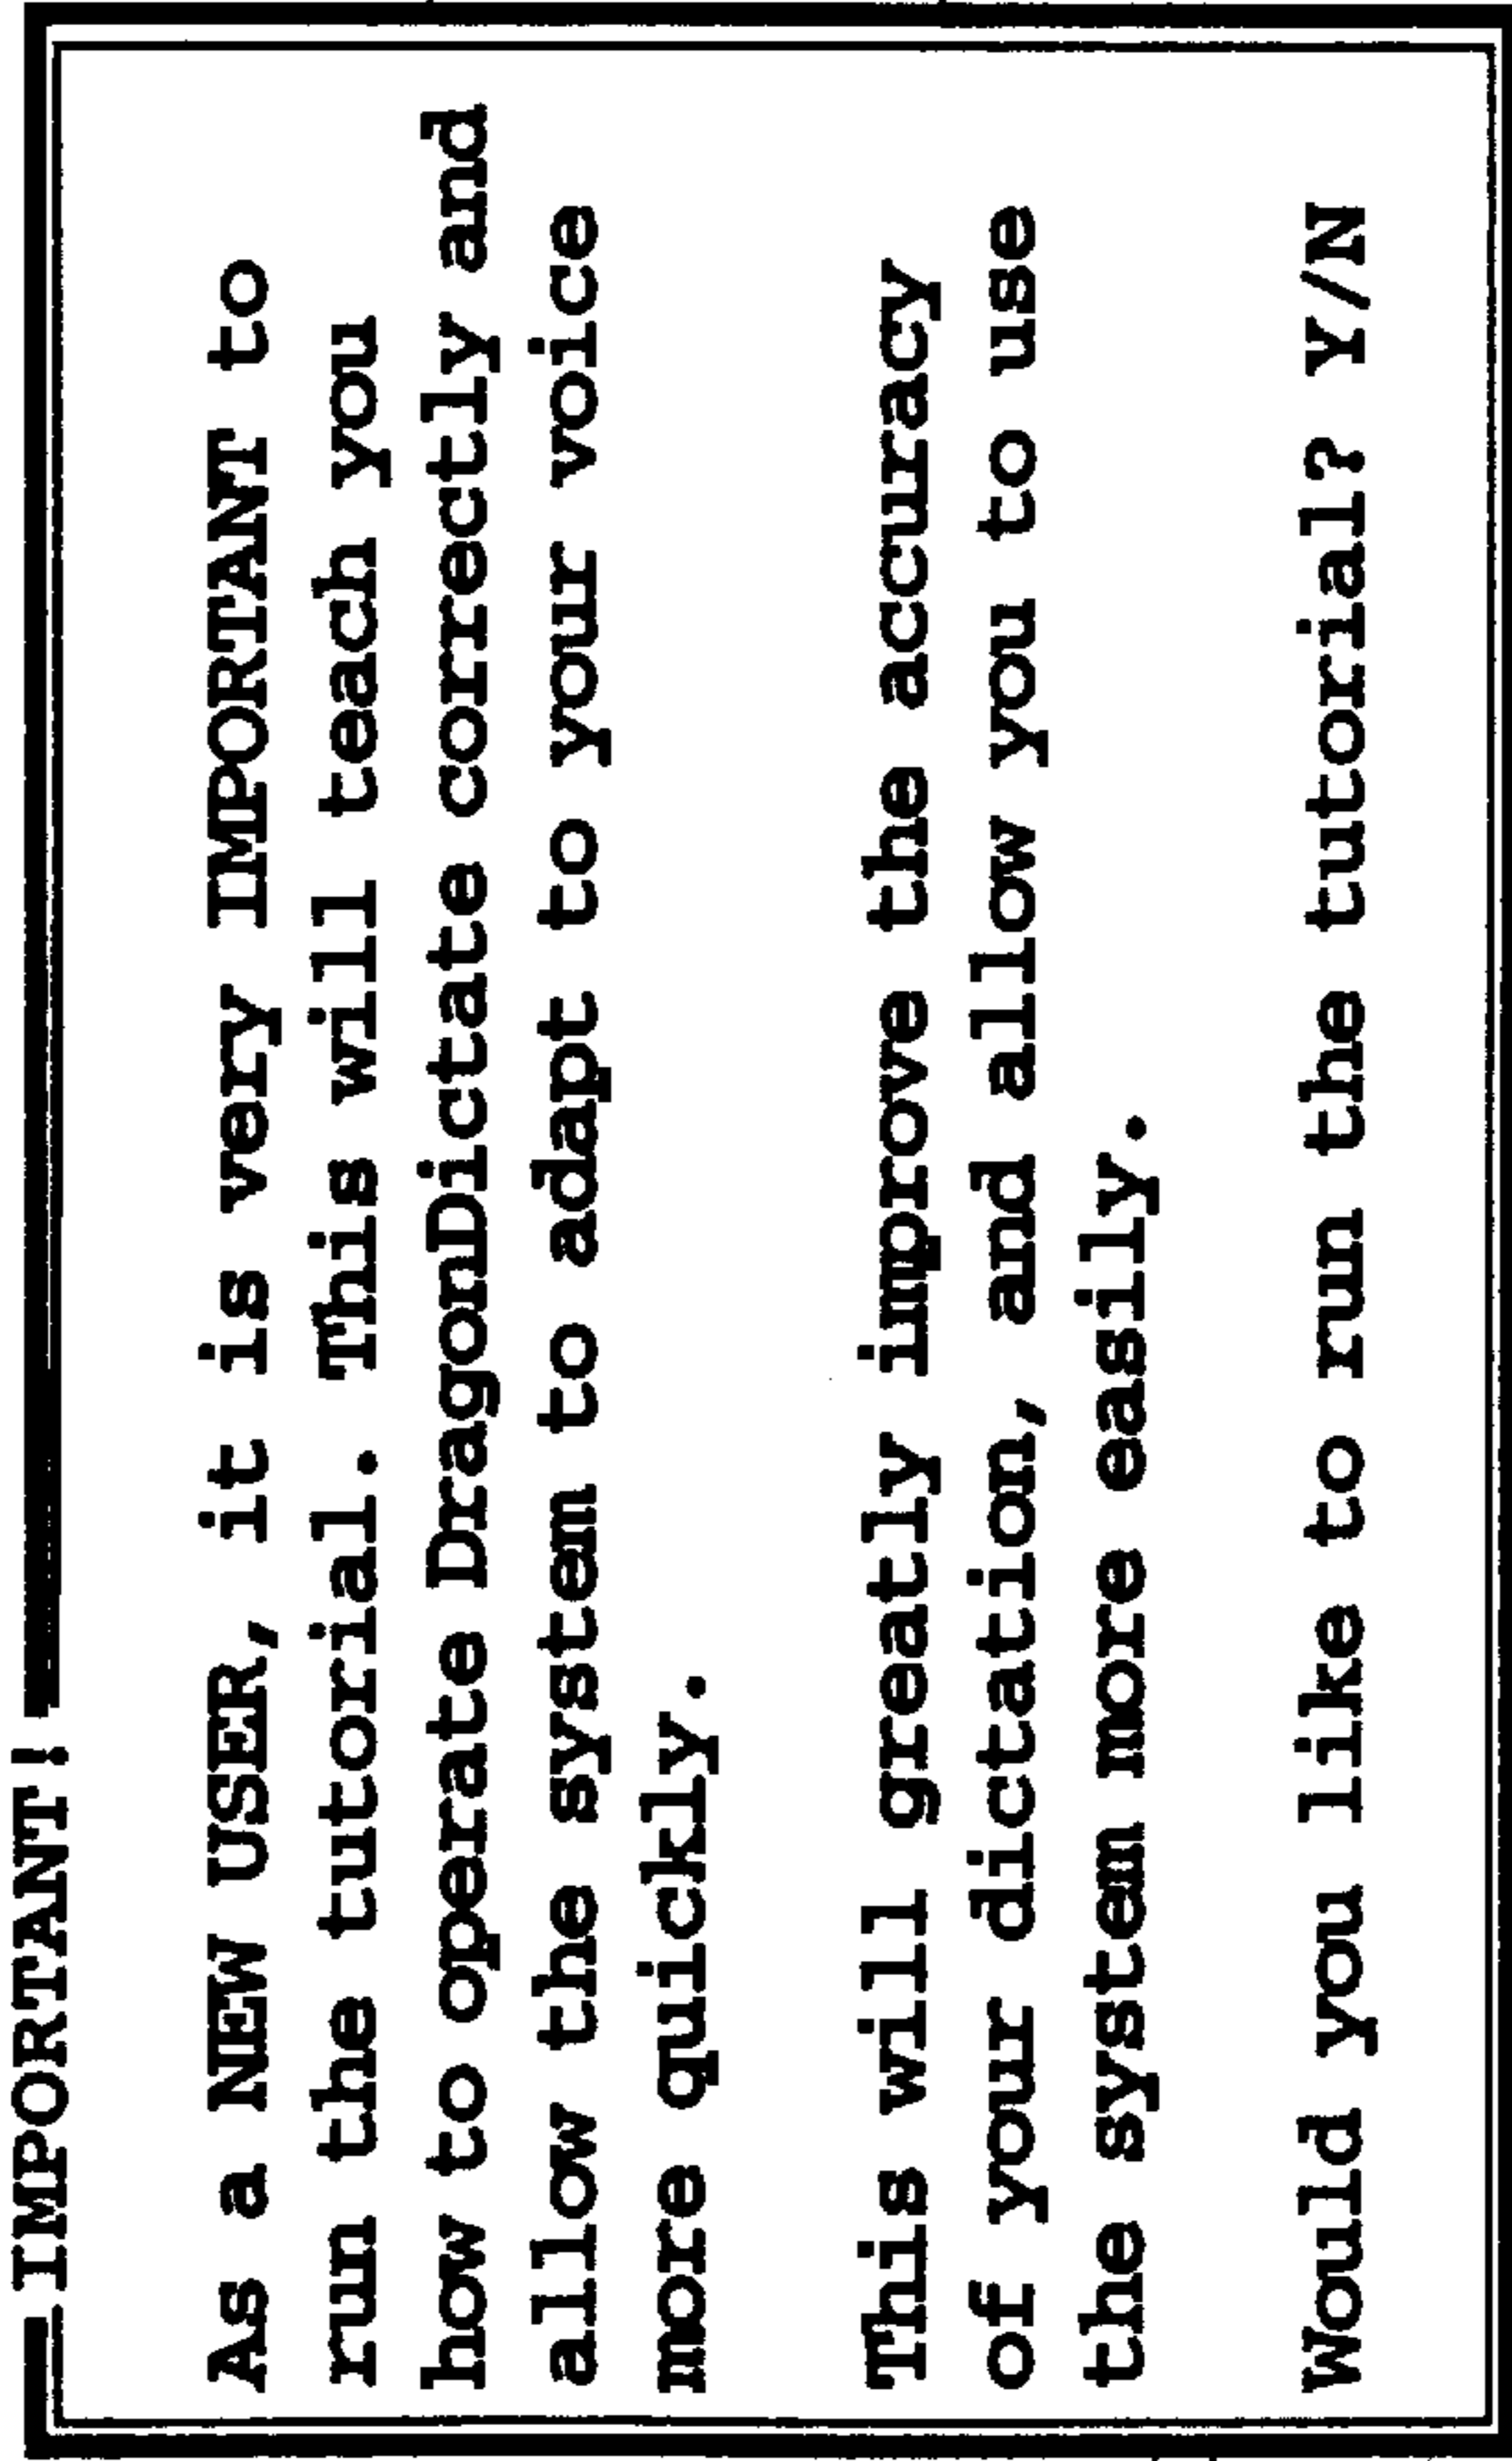 IMPORTANT!
As a NEW USER, it is very IMPORTANT to
run the tutorial. This will teach you
how to operate DragonDictate correctly and
allow the system to adapt to your voice
more quickly.
This will greatly improve the accuracy
of your dictation, and allow you to use
the system more easily.
Would you like to run the tutorial? Y/N